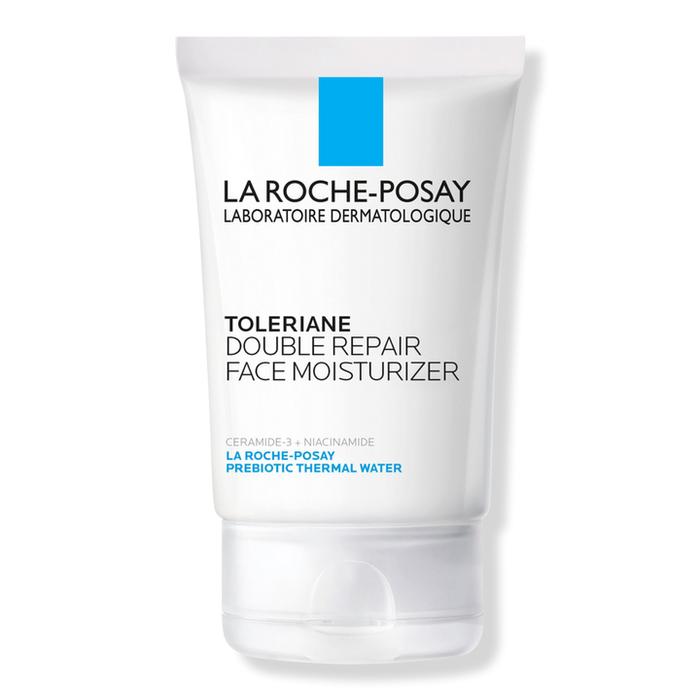 LA ROCHE-POSAY
LABORATOIRE DERMATOLOGIQUE
TOLERIANE
DOUBLE REPAIR
FACE MOISTURIZER
CERAMIDE-3 + NIACINAMIDE
LA ROCHE-POSAY
PREBIOTIC THERMAL WATER